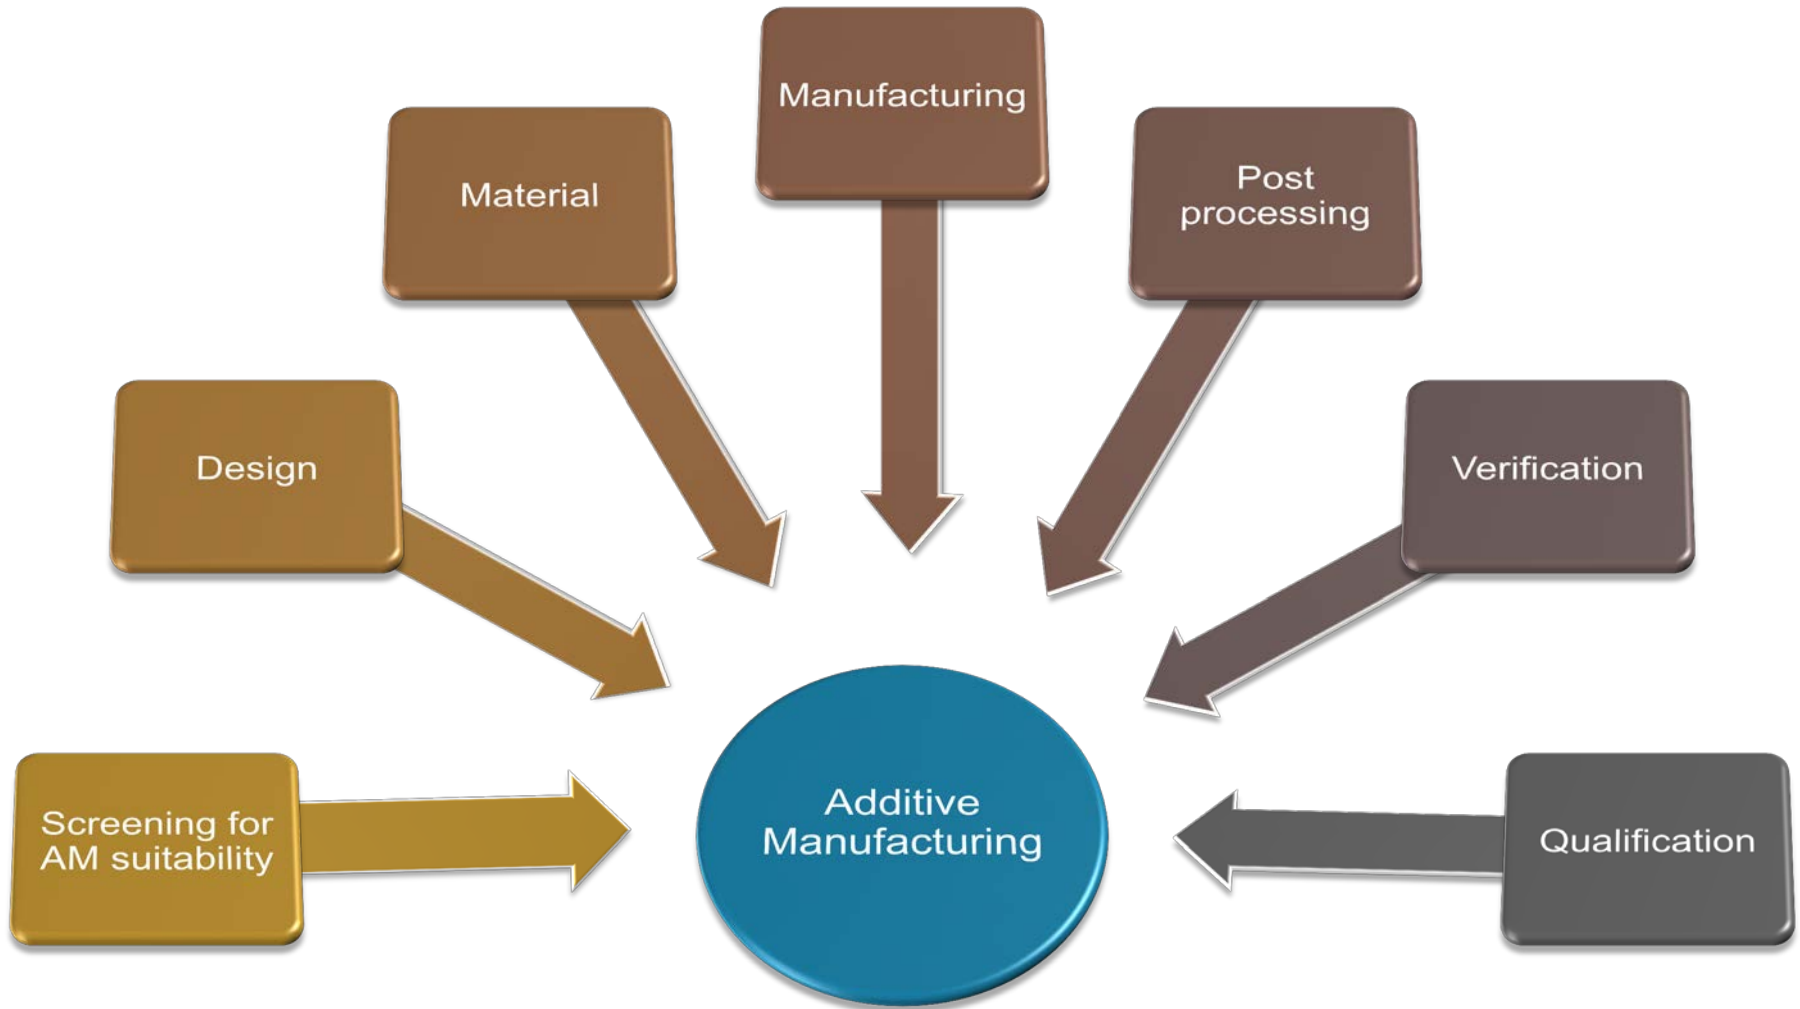 Manufacturing
Material
Post
processing
Design
Verification
Screening for
AM suitability
Additive
Manufacturing
Qualification